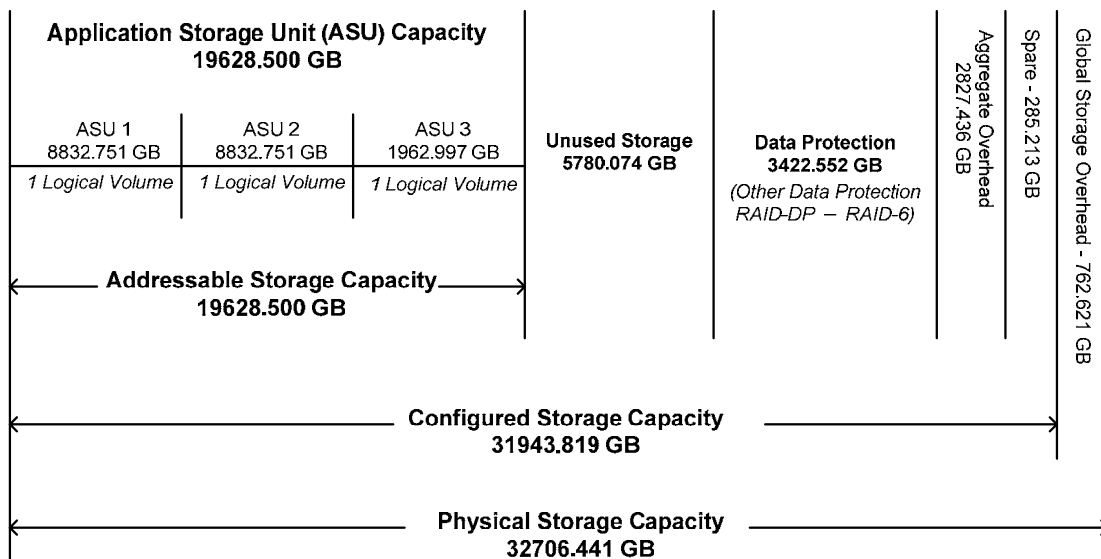 Application Storage Unit (ASU) Capacity
19628.500 GB
ASU 1
8832.751 GB
1 Logical Volume
ASU 2
8832.751 GB
1 Logical Volume
ASU 3
1962.997 GB
1 Logical Volume
Unused Storage
5780.074 GB
Data Protection
3422.552 GB
(Other Data Protection
RAID-DP – RAID-6)
Aggregate Overhead
2827.436 GB
Spare - 285.213 GB
Global Storage Overhead - 762.621 GB
Addressable Storage Capacity
19628.500 GB
Configured Storage Capacity
31943.819 GB
Physical Storage Capacity
32706.441 GB